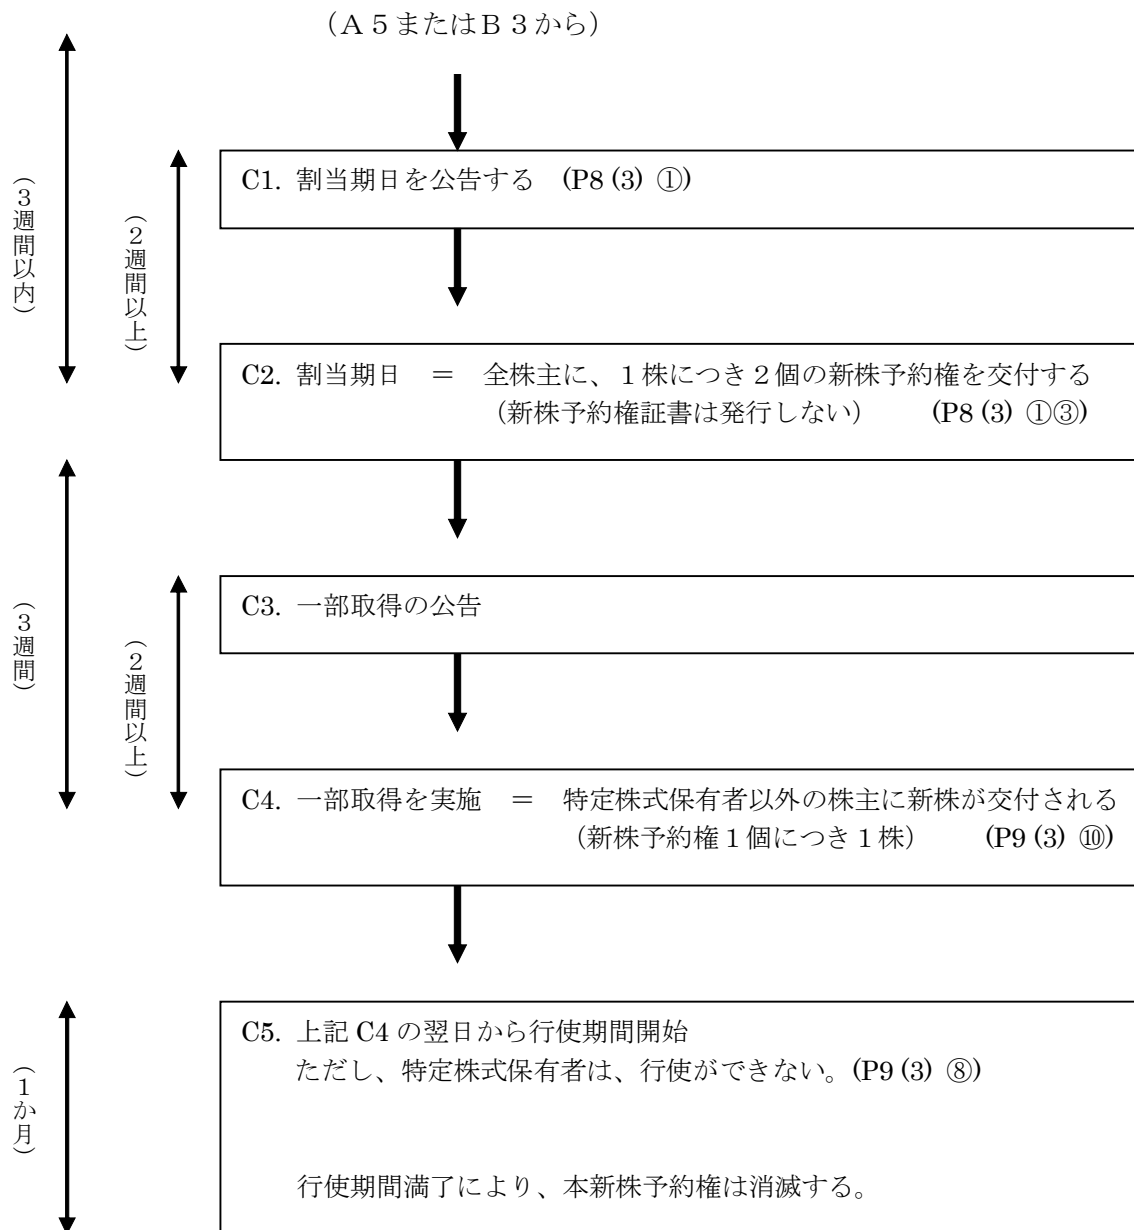 （Ａ５またはＢ３から）
（３週間以内）
（２週間以上）
C1. 割当期日を公告する (P8 (3) ①)
C2. 割当期日 ＝ 全株主に、１株につき２個の新株予約権を交付する
（新株予約権証書は発行しない） (P8 (3) ①③)
（３週間）
（２週間以上）
C3. 一部取得の公告
C4. 一部取得を実施 ＝ 特定株式保有者以外の株主に新株が交付される
（新株予約権１個につき１株） (P9 (3) ⑩)
（１か月）
C5. 上記 C4 の翌日から行使期間開始
ただし、特定株式保有者は、行使ができない。(P9 (3) ⑧)
行使期間満了により、本新株予約権は消滅する。